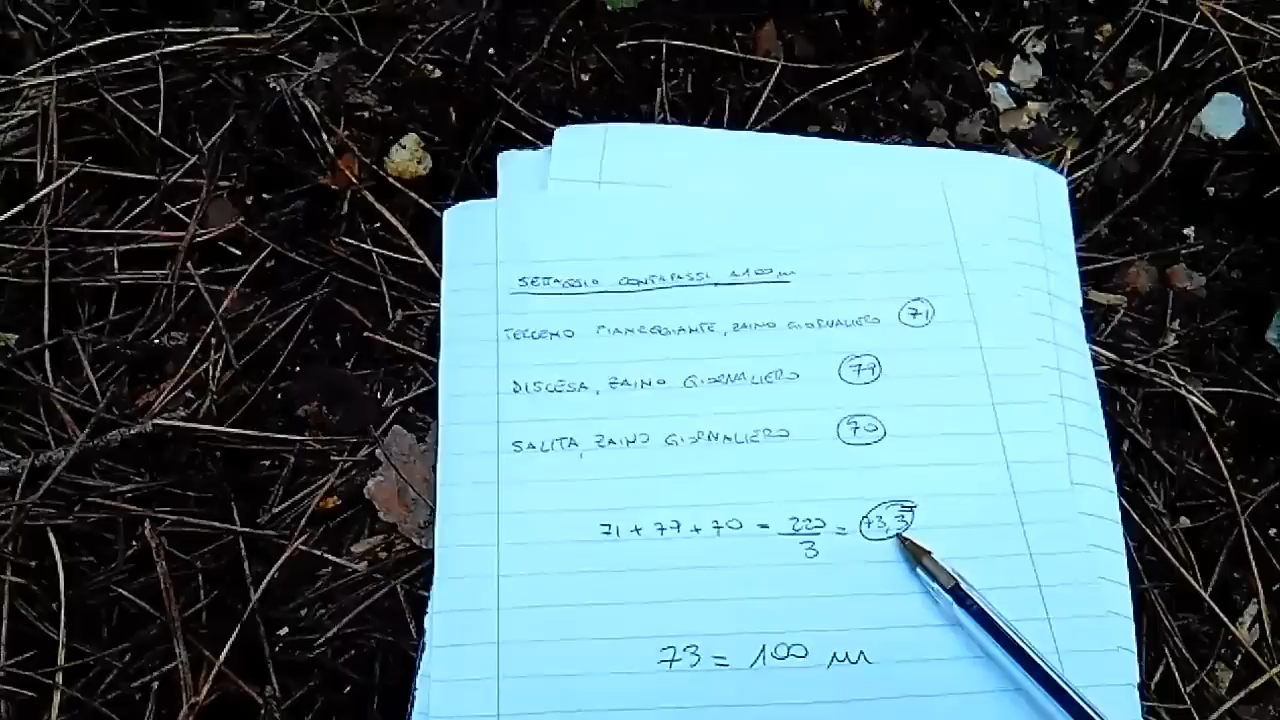 SETTAGGIO CONTAPASSI, A 100 m
TERRENO PIANEGGIANTE, ZAINO GIORNALIERO 71
DISCESA, ZAINO GIORNALIERO 79
SALITA, ZAINO GIORNALIERO 70
71 + 77 + 70 = 220/3 = 73,3̅
73 = 100 m